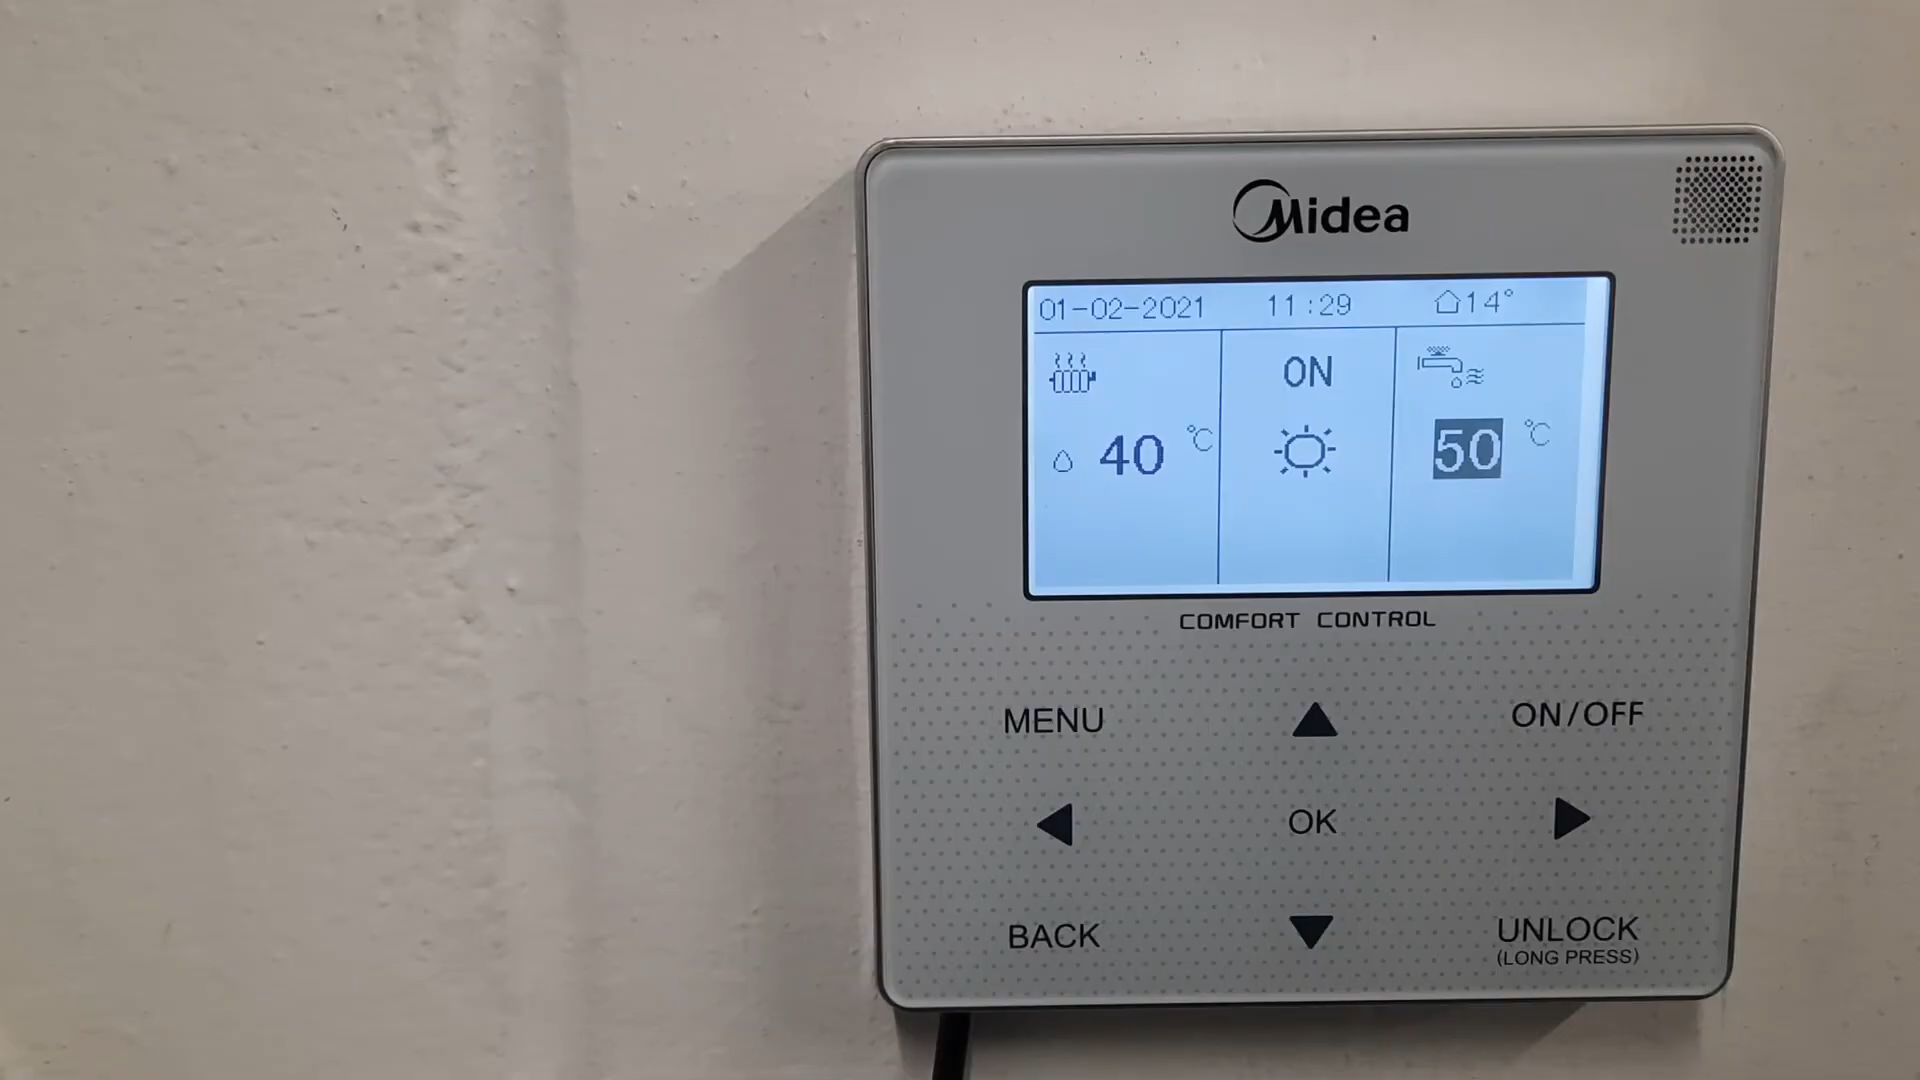 Midea
01-02-2021 11:29 14°
ON
40 °C 50 °C
COMFORT CONTROL
MENU ON/OFF
OK
BACK UNLOCK
(LONG PRESS)